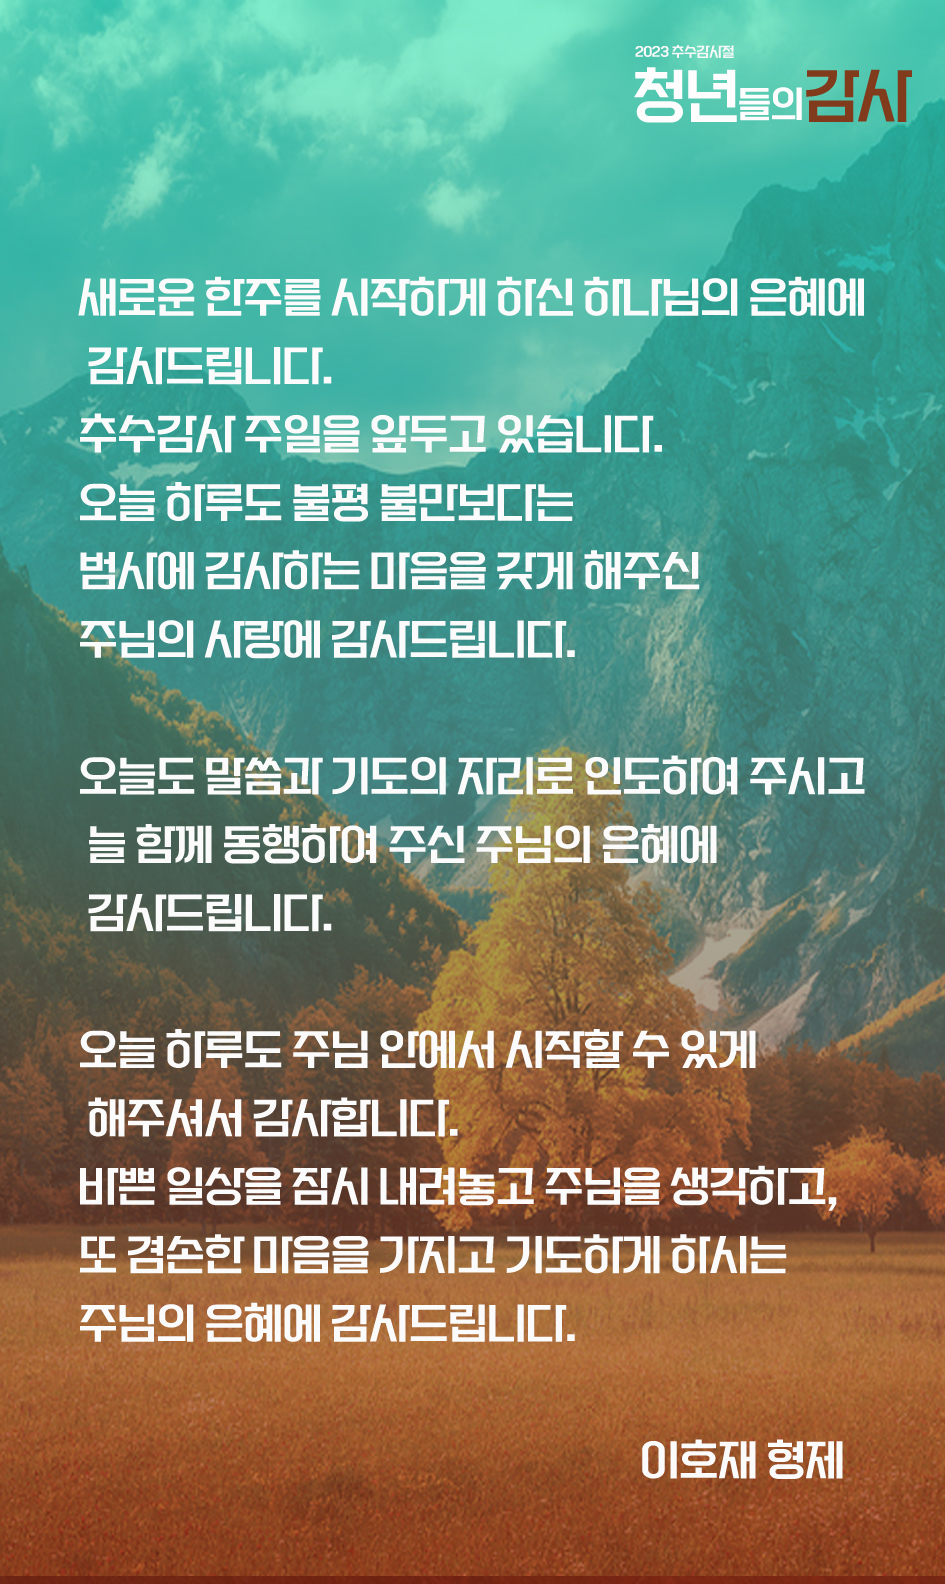 2023 추수감사절
청년들의감사
새로운 한주를 시작하게 하신 하나님의 은혜에
감사드립니다.
추수감사 주일을 앞두고 있습니다.
오늘 하루도 불평 불만보다는
범사에 감사하는 마음을 갖게 해주신
주님의 사랑에 감사드립니다.
오늘도 말씀과 기도의 자리로 인도하여 주시고
늘 함께 동행하여 주신 주님의 은혜에
감사드립니다.
오늘 하루도 주님 안에서 시작할 수 있게
해주셔서 감사합니다.
바쁜 일상을 잠시 내려놓고 주님을 생각하고,
또 겸손한 마음을 가지고 기도하게 하시는
주님의 은혜에 감사드립니다.
이호재 형제